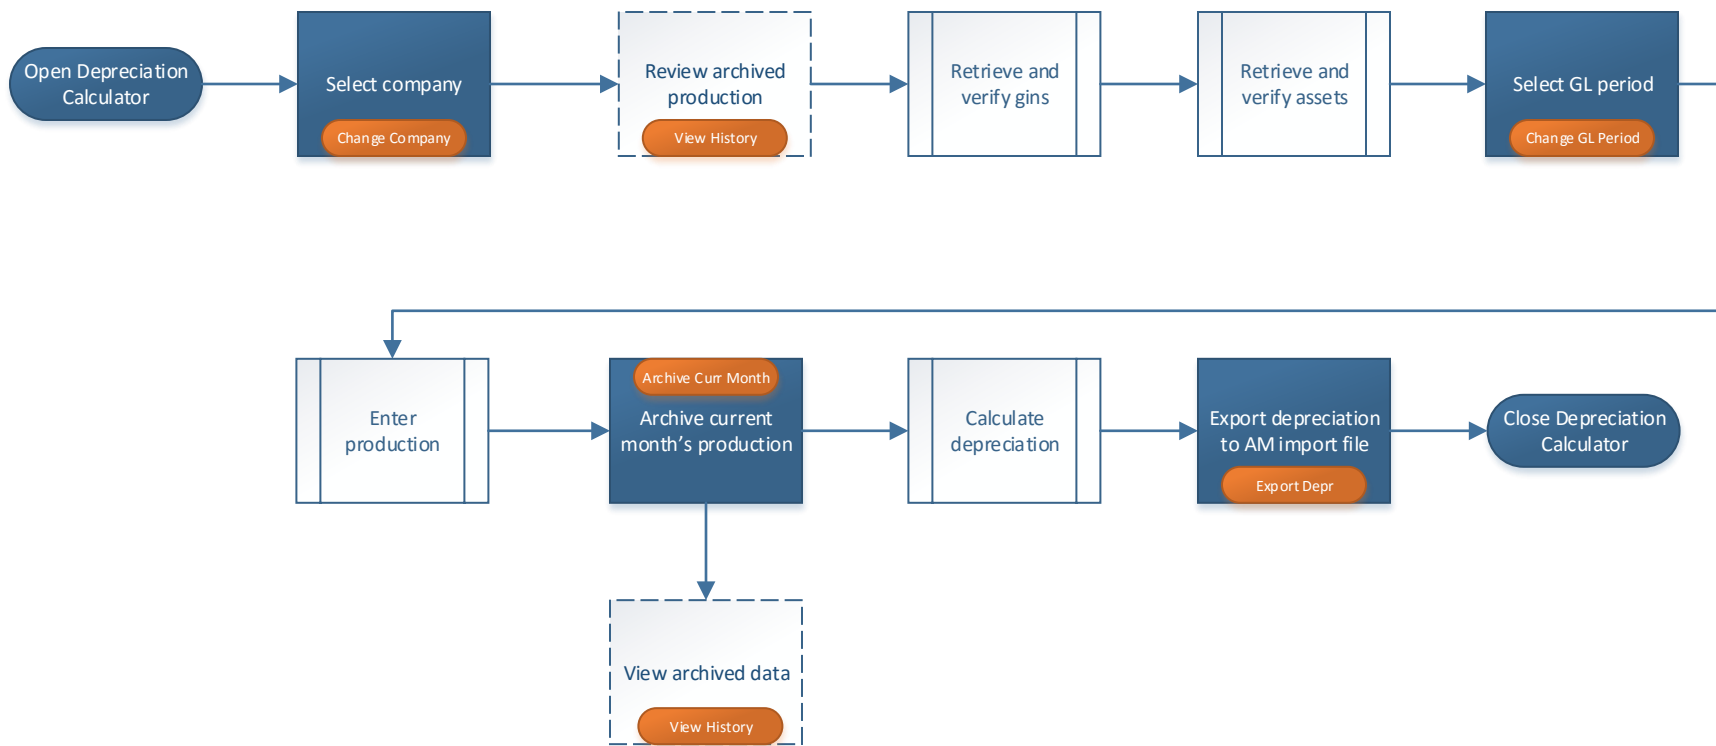 Open Depreciation
Calculator
Select company
Change Company
Review archived
production
View History
Retrieve and
verify gins
Retrieve and
verify assets
Select GL period
Change GL Period
Enter
production
Archive Curr Month
Archive current
month's production
Calculate
depreciation
Export depreciation
to AM import file
Export Depr
Close Depreciation
Calculator
View archived data
View History